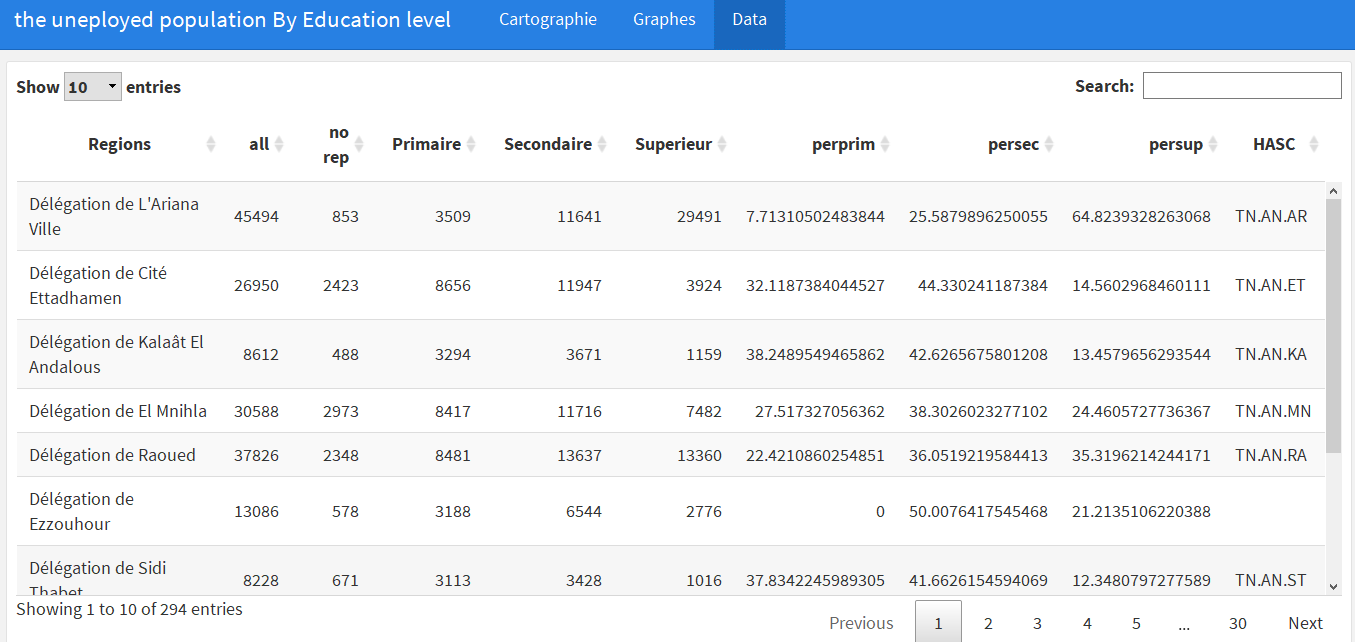 the uneployed population By Education level Cartographie Graphes Data
Show 10 entries Search:
Regions all no rep Primaire Secondaire Superieur perprim persec persup HASC
Délégation de L'Ariana
Ville 45494 853 3509 11641 29491 7.71310502483844 25.5879896250055 64.8239328263068 TN.AN.AR
Délégation de Cité
Ettadhamen 26950 2423 8656 11947 3924 32.1187384044527 44.330241187384 14.5602968460111 TN.AN.ET
Délégation de Kalaât El
Andalous 8612 488 3294 3671 1159 38.2489549465862 42.6265675801208 13.4579656293544 TN.AN.KA
Délégation de El Mnihla 30588 2973 8417 11716 7482 27.517327056362 38.3026023277102 24.4605727736367 TN.AN.MN
Délégation de Raoued 37826 2348 8481 13637 13360 22.4210860254851 36.0519219584413 35.3196214244171 TN.AN.RA
Délégation de
Ezzouhour 13086 578 3188 6544 2776 0 50.0076417545468 21.2135106220388
Délégation de Sidi
Thabet 8228 671 3113 3428 1016 37.8342245989305 41.6626154594069 12.3480797277589 TN.AN.ST
Showing 1 to 10 of 294 entries
Previous 1 2 3 4 5 ... 30 Next